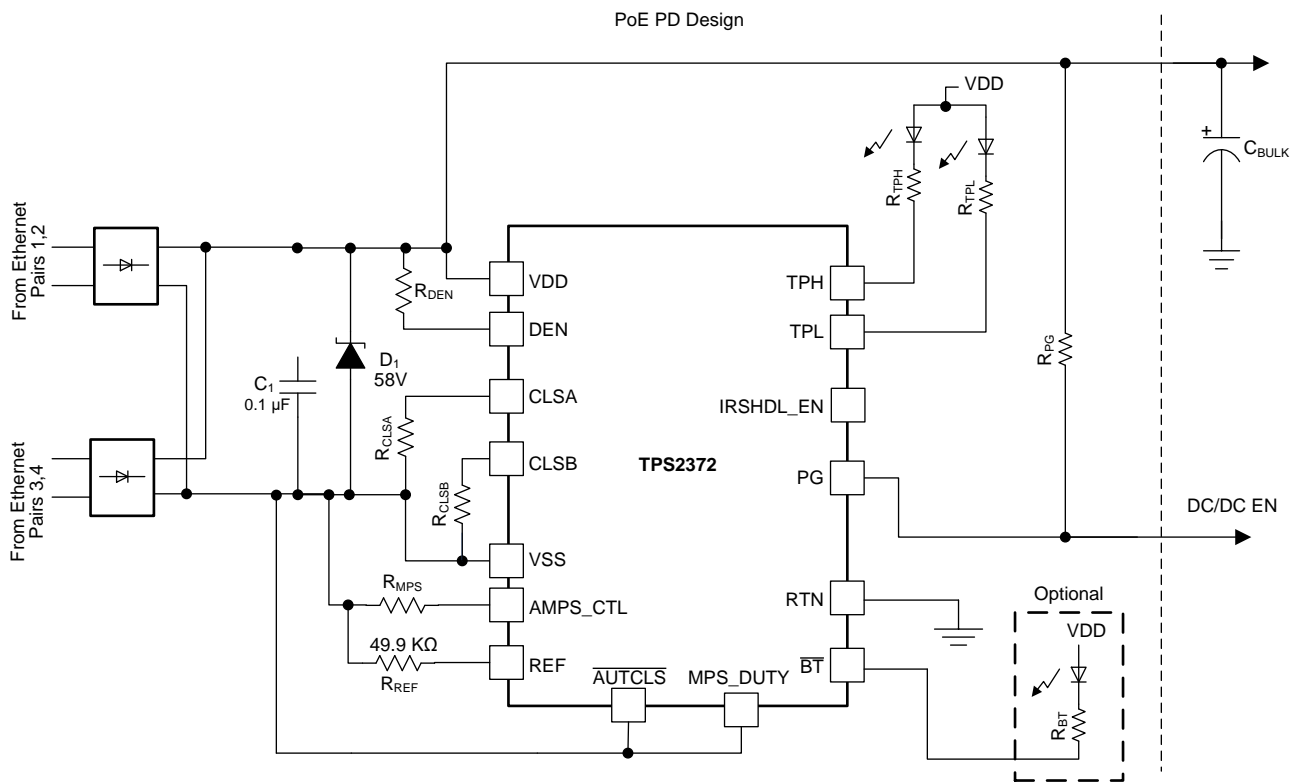 PoE PD Design
VDD
C_BULK
R_TPH
R_TPL
From Ethernet
Pairs 1,2
VDD
R_DEN
DEN
TPH
TPL
R_PG
D₁
58V
C₁
0.1 µF
CLSA
R_CLSA
IRSHDL_EN
CLSB
TPS2372
PG
From Ethernet
Pairs 3,4
R_CLSB
DC/DC EN
VSS
R_MPS
AMPS_CTL
RTN
Optional
VDD
49.9 KΩ
REF
R_REF
AUTCLS
MPS_DUTY
BT
R_BT